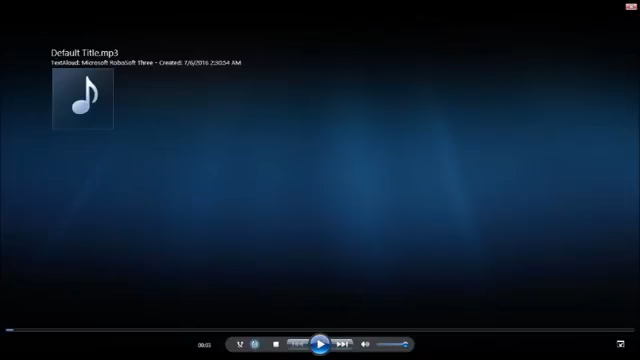 Default Title.mp3
TextAloud: Microsoft RoboSoft Three - Created: 7/6/2016 2:30:54 AM
00:03